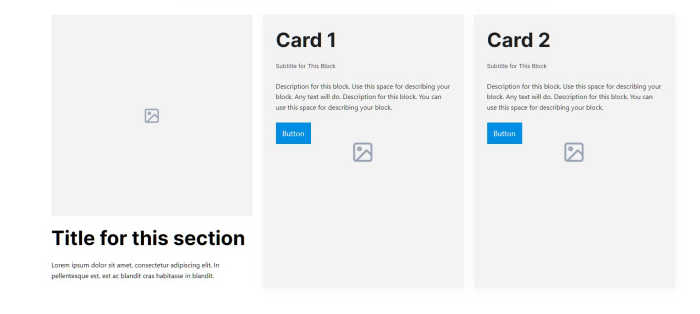 Title for this section
Lorem ipsum dolor sit amet, consectetur adipiscing elit. In
pellentesque est, est ac blandit cras habitasse in blandit.
Card 1
Subtitle for This Block
Description for this block. Use this space for describing your
block. Any text will do. Description for this block. You can
use this space for describing your block.
Button
Card 2
Subtitle for This Block
Description for this block. Use this space for describing your
block. Any text will do. Description for this block. You can
use this space for describing your block.
Button